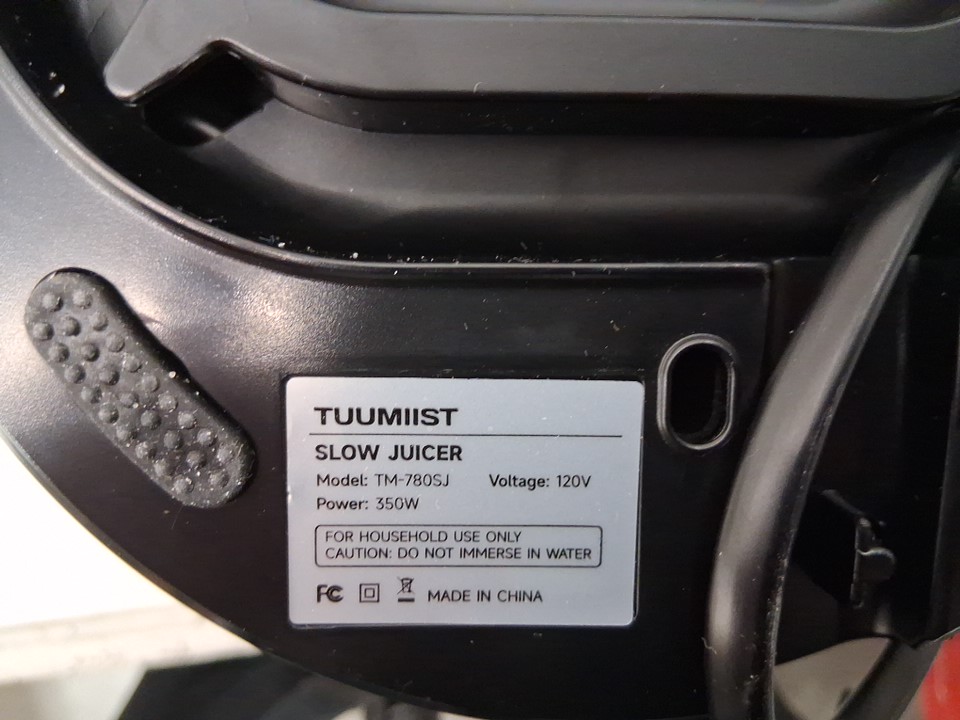 TUUMIIST
SLOW JUICER
Model: TM-780SJ Voltage: 120V
Power: 350W
FOR HOUSEHOLD USE ONLY
CAUTION: DO NOT IMMERSE IN WATER
FC MADE IN CHINA